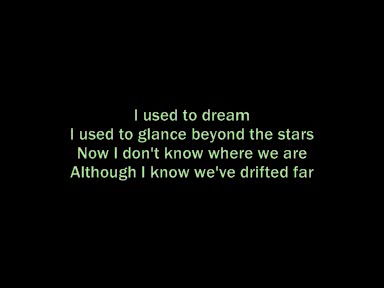 I used to dream
I used to glance beyond the stars
Now I don't know where we are
Although I know we've drifted far